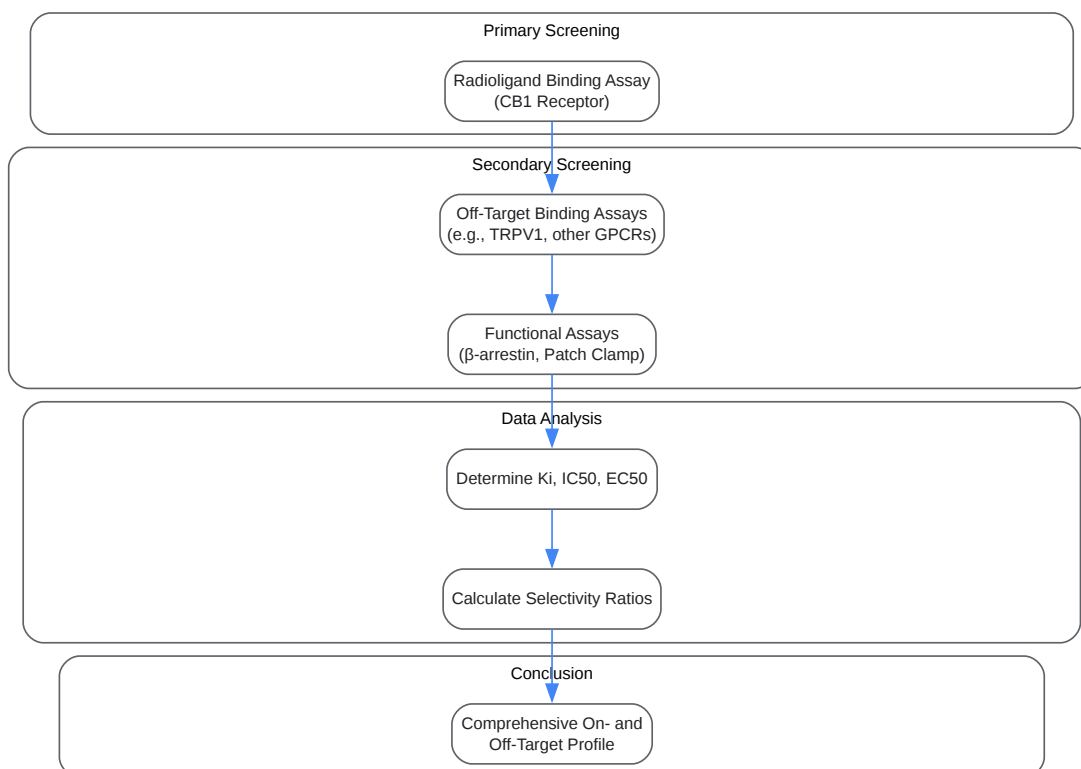 Primary Screening
Radioligand Binding Assay
(CB1 Receptor)
Secondary Screening
Off-Target Binding Assays
(e.g., TRPV1, other GPCRs)
Functional Assays
(β-arrestin, Patch Clamp)
Data Analysis
Determine Ki, IC50, EC50
Calculate Selectivity Ratios
Conclusion
Comprehensive On- and
Off-Target Profile